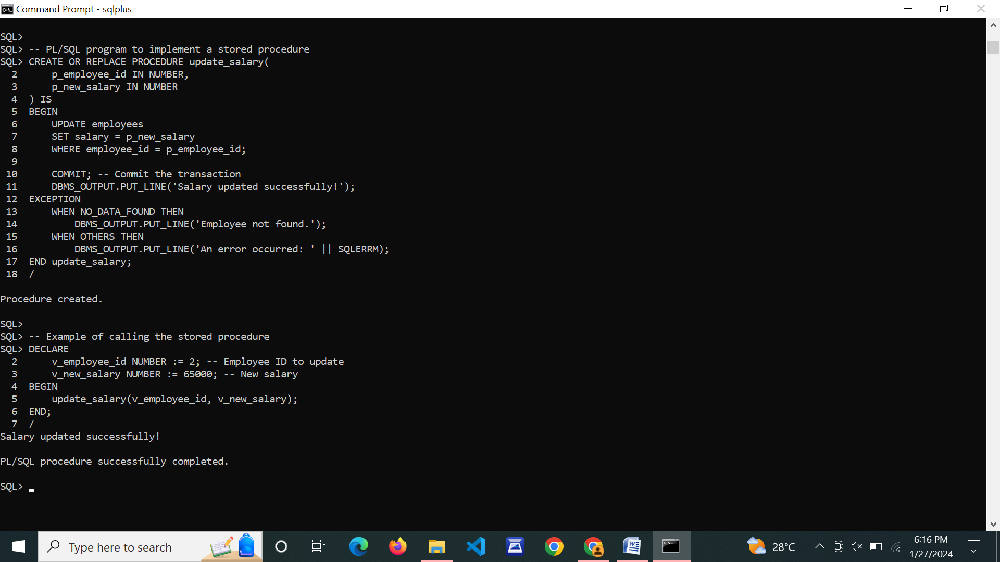 Command Prompt - sqlplus
SQL>
SQL> -- PL/SQL program to implement a stored procedure
SQL> CREATE OR REPLACE PROCEDURE update_salary(
  2      p_employee_id IN NUMBER,
  3      p_new_salary IN NUMBER
  4  ) IS
  5  BEGIN
  6      UPDATE employees
  7      SET salary = p_new_salary
  8      WHERE employee_id = p_employee_id;
  9
 10      COMMIT; -- Commit the transaction
 11      DBMS_OUTPUT.PUT_LINE('Salary updated successfully!');
 12  EXCEPTION
 13      WHEN NO_DATA_FOUND THEN
 14          DBMS_OUTPUT.PUT_LINE('Employee not found.');
 15      WHEN OTHERS THEN
 16          DBMS_OUTPUT.PUT_LINE('An error occurred: ' || SQLERRM);
 17  END update_salary;
 18  /
Procedure created.
SQL>
SQL> -- Example of calling the stored procedure
SQL> DECLARE
  2      v_employee_id NUMBER := 2; -- Employee ID to update
  3      v_new_salary NUMBER := 65000; -- New salary
  4  BEGIN
  5      update_salary(v_employee_id, v_new_salary);
  6  END;
  7  /
Salary updated successfully!
PL/SQL procedure successfully completed.
SQL>
Type here to search
28°C
6:16 PM
1/27/2024